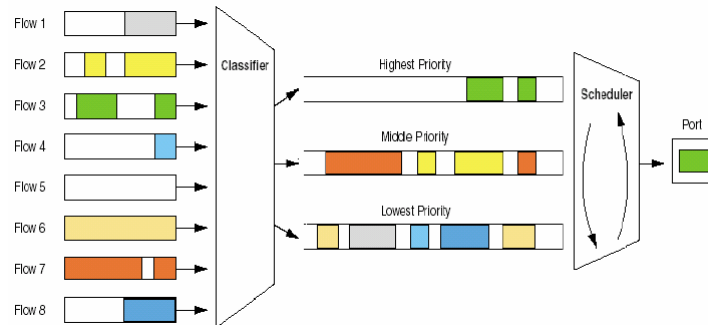 Flow 1
Flow 2
Flow 3
Flow 4
Flow 5
Flow 6
Flow 7
Flow 8
Classifier
Highest Priority
Middle Priority
Lowest Priority
Scheduler
Port